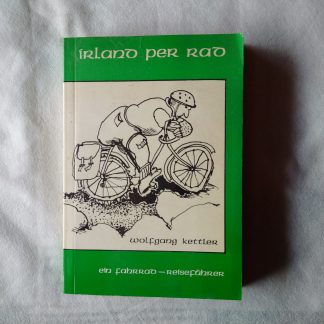 irland per rad
wolfgang kettler
ein fahrrad – reiseführer